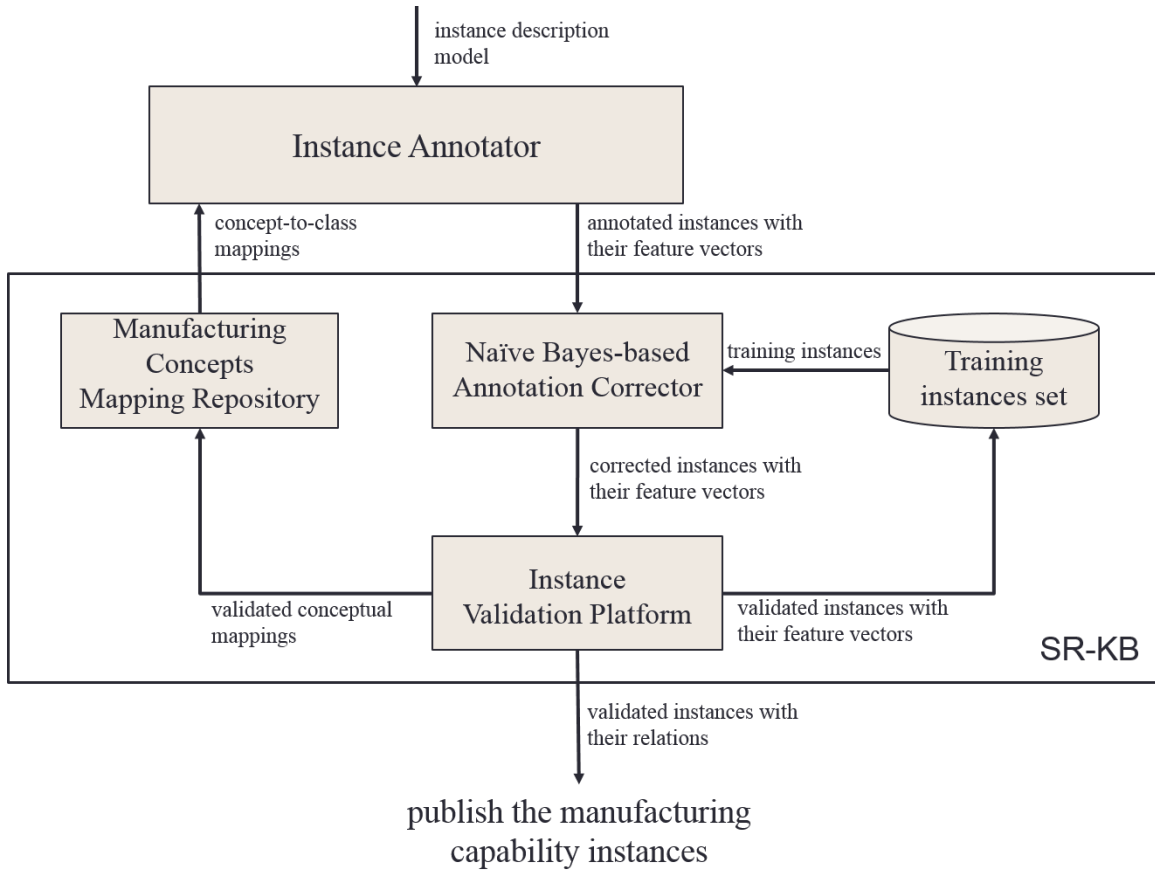 instance description
model
Instance Annotator
concept-to-class
mappings
annotated instances with
their feature vectors
Manufacturing
Concepts
Mapping Repository
Naïve Bayes-based
Annotation Corrector
training instances
Training
instances set
corrected instances with
their feature vectors
Instance
Validation Platform
validated conceptual
mappings
validated instances with
their feature vectors
SR-KB
validated instances with
their relations
publish the manufacturing
capability instances